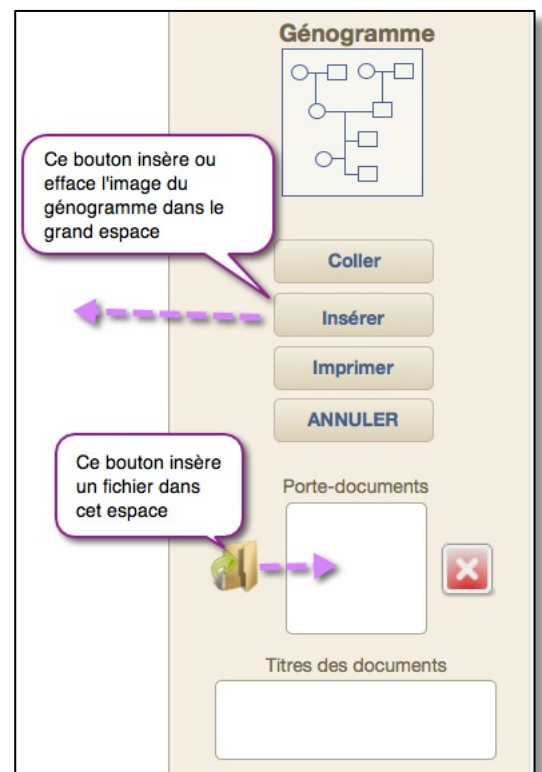 Génogramme
Ce bouton insère ou
efface l'image du
génogramme dans le
grand espace
Coller
Insérer
Imprimer
ANNULER
Ce bouton insère
un fichier dans
cet espace
Porte-documents
Titres des documents